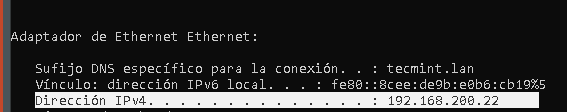 Adaptador de Ethernet Ethernet:
Sufijo DNS específico para la conexión. . : tecmint.lan
Vínculo: dirección IPv6 local. . . : fe80::8cee:de9b:e0b6:cb19%5
Dirección IPv4. . . . . . . . . . . . . . : 192.168.200.22